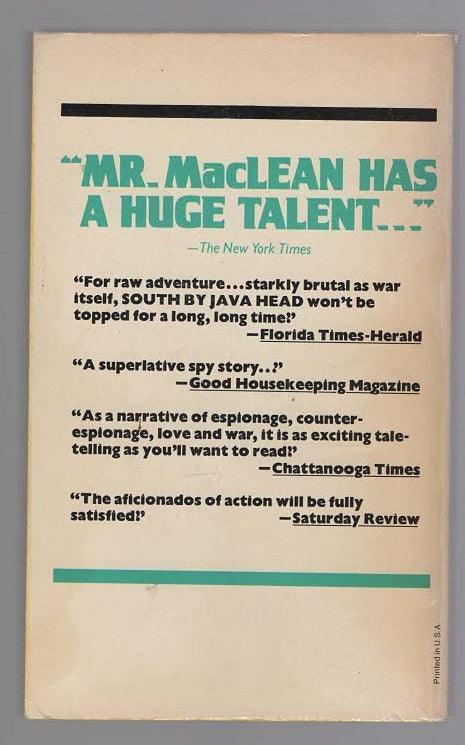 “MR. MacLEAN HAS
A HUGE TALENT...”
—The New York Times
“For raw adventure...starkly brutal as war
itself, SOUTH BY JAVA HEAD won’t be
topped for a long, long time.”
—Florida Times-Herald
“A superlative spy story...”
—Good Housekeeping Magazine
“As a narrative of espionage, counter-
espionage, love and war, it is as exciting tale-
telling as you’ll want to read.”
—Chattanooga Times
“The aficionados of action will be fully
satisfied.” —Saturday Review
Printed in U.S.A.